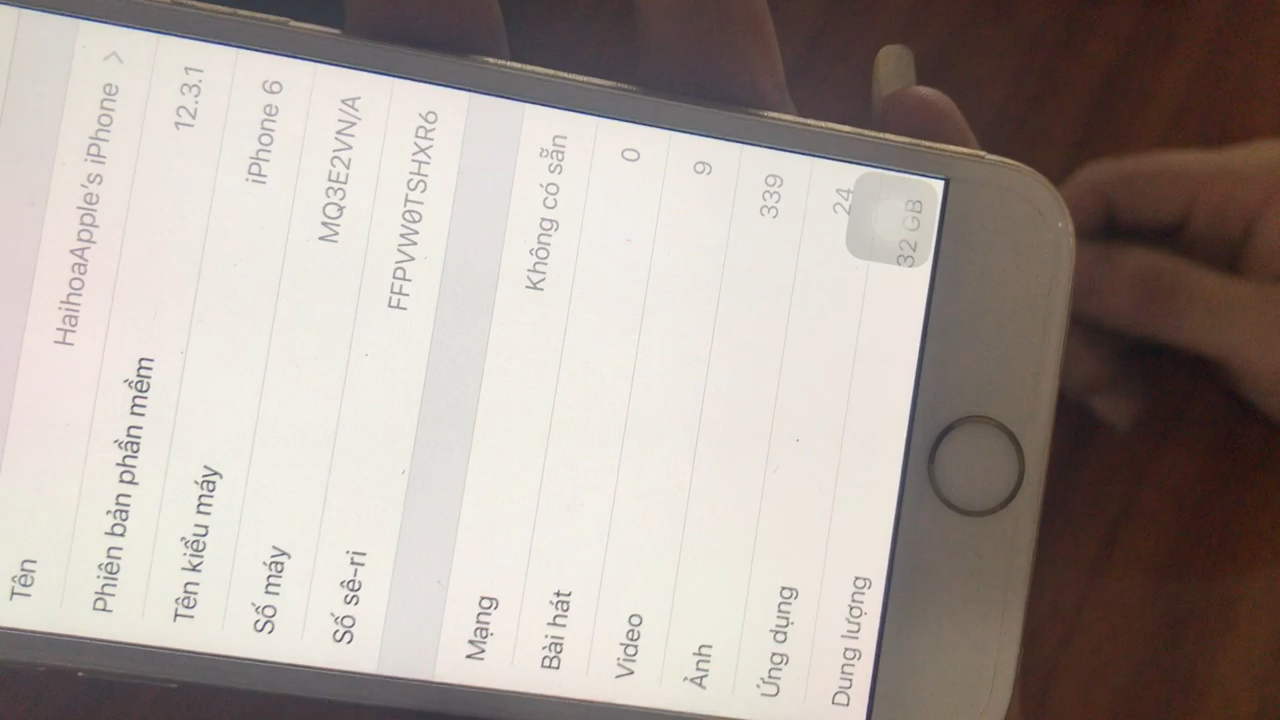 Tên HaihoaApple's iPhone >
Phiên bản phần mềm 12.3.1
Tên kiểu máy iPhone 6
Số máy MQ3E2VN/A
Số sê-ri FFPVW0TSHXR6
Mạng Không có sẵn
Bài hát 0
Video 9
Ảnh 339
Ứng dụng 24
Dung lượng 32 GB